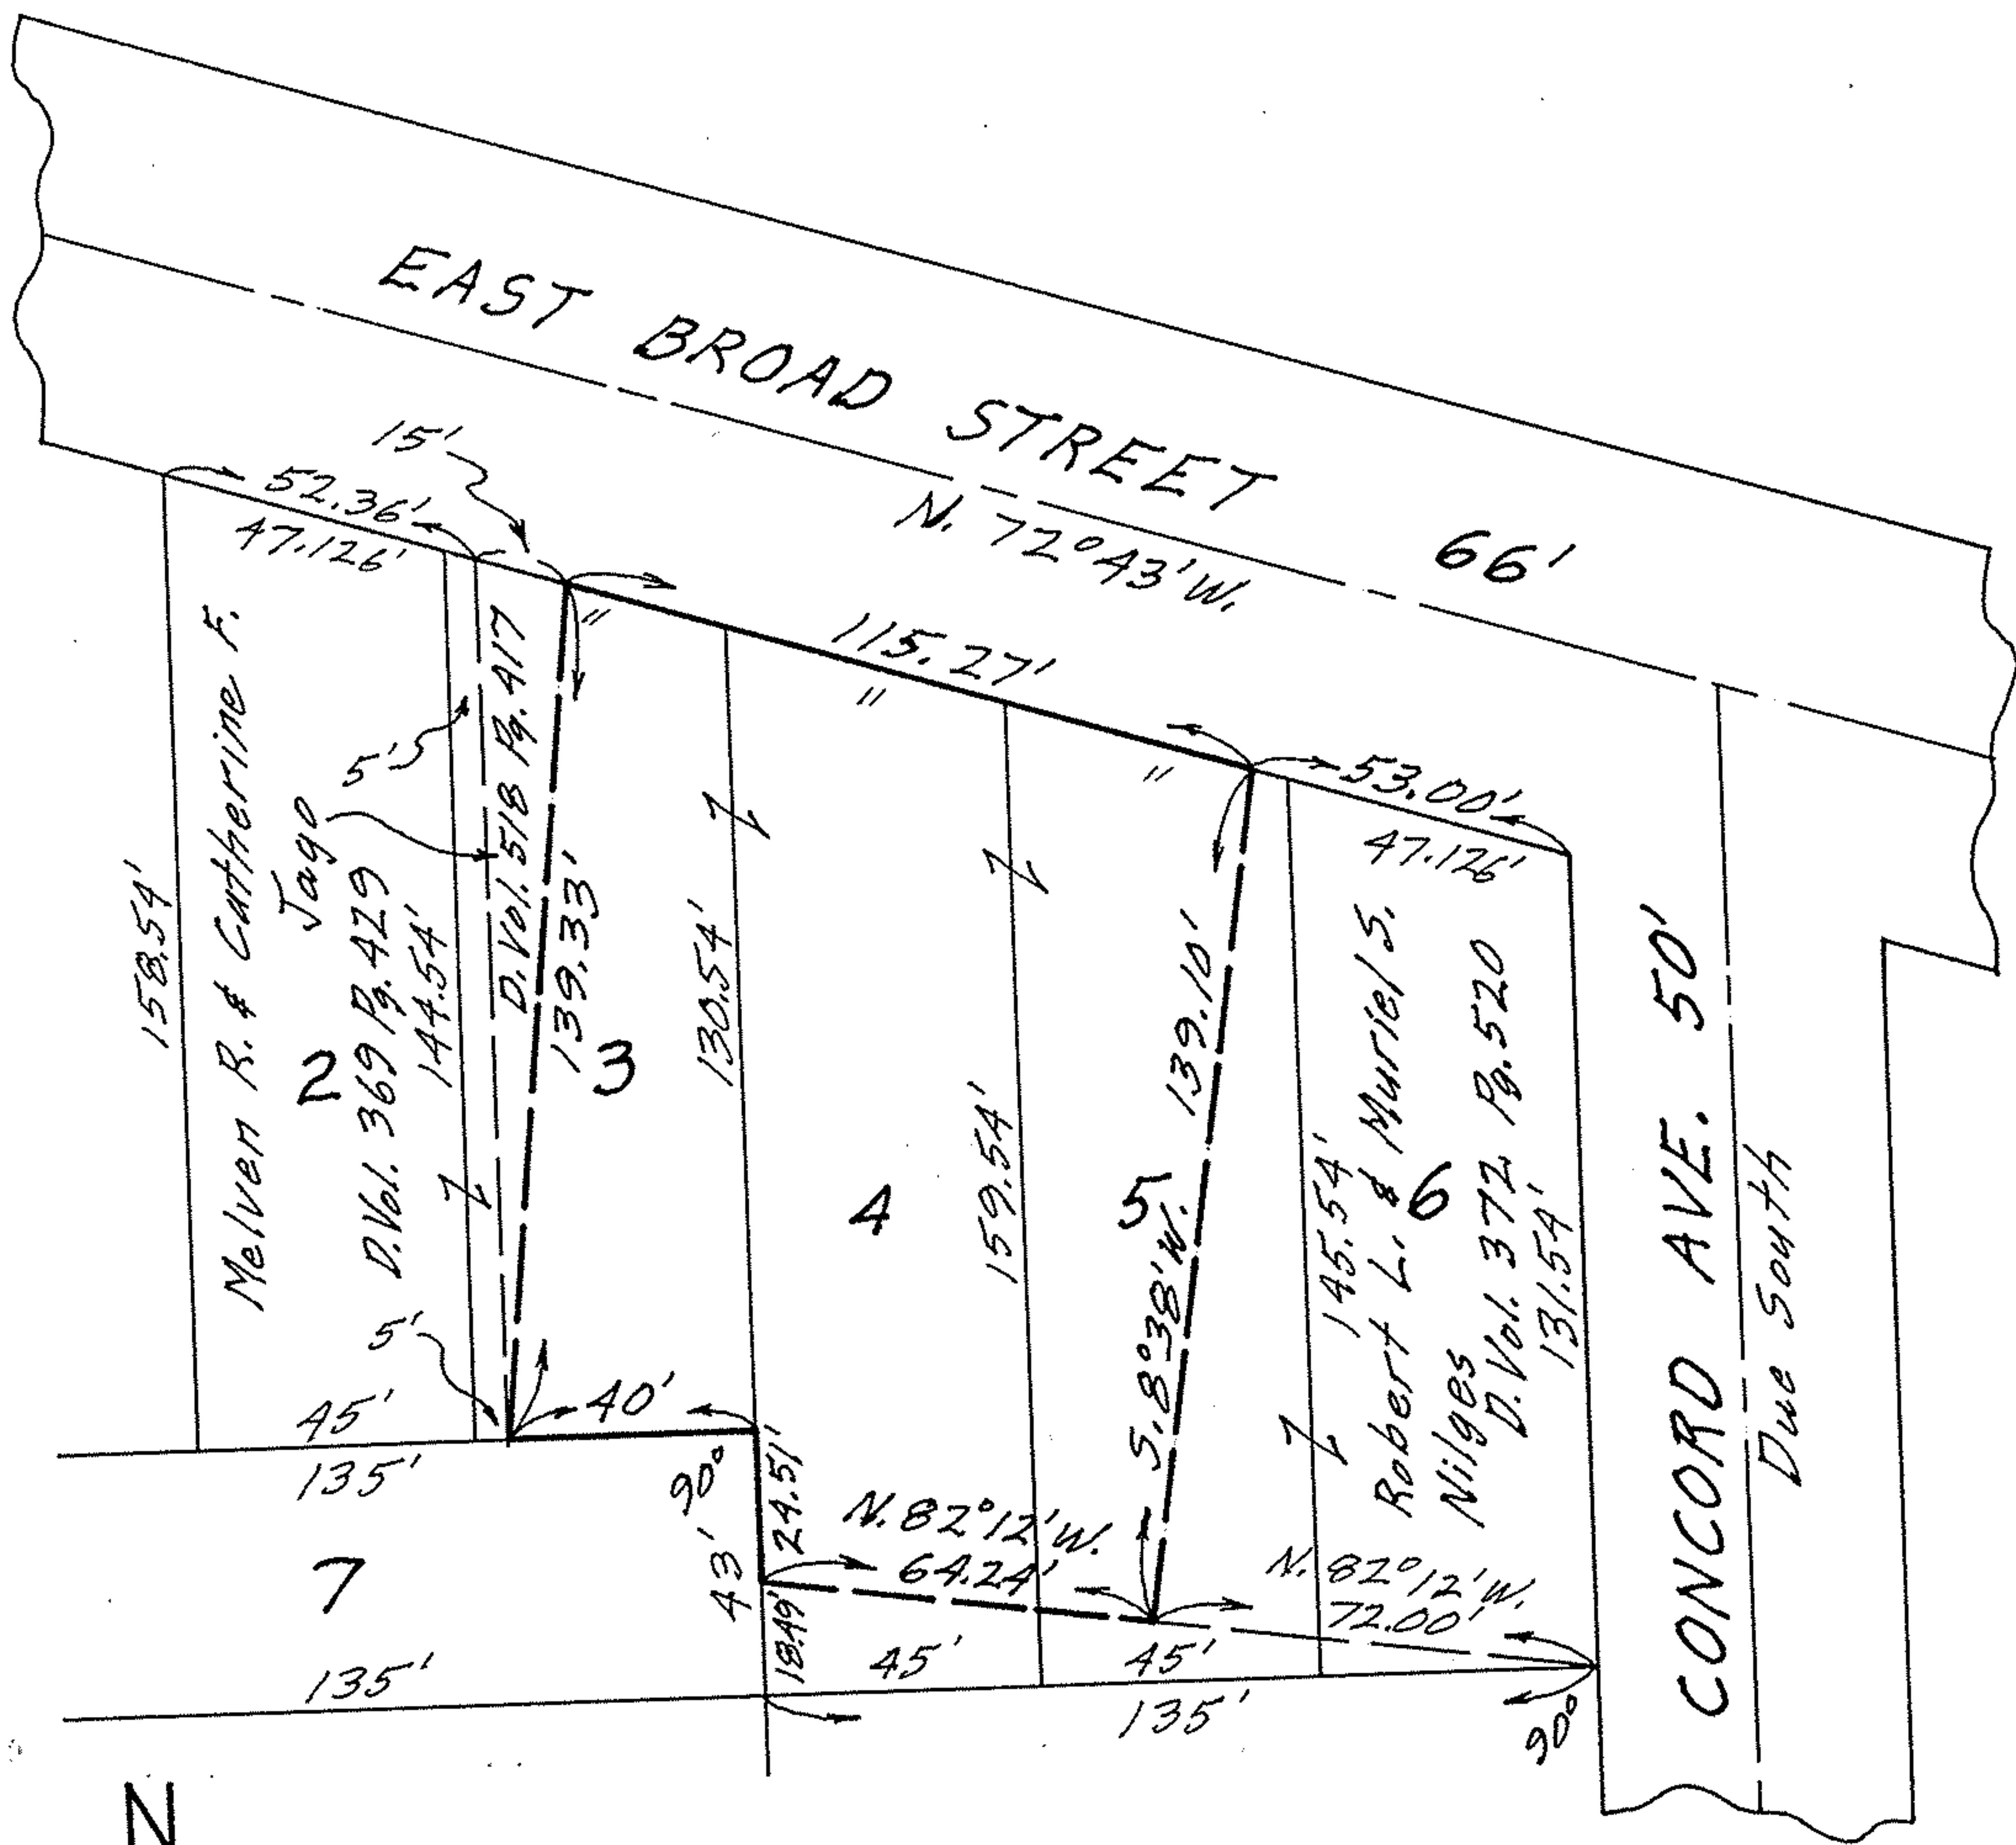 EAST BROAD STREET 66'
N. 72°43'W.
15'
52.36'
47.126'
115.27'
"
"
"
53.00'
47.126'
158.54'
Melven R. & Catherine F.
Jago
2
D.Vol. 369 Pg. 429
144.54'
5'
D.Vol. 518 Pg. 417
139.33'
3
130.54'
4
159.54'
5
139.10'
S. 8°38'W.
145.54'
Robert L. & Muriel S.
Nilges
6
D.Vol. 372 Pg. 520
131.54'
CONCORD AVE. 50'
Due South
5'
45'
40'
135'
90°
24.51'
43'
18.49'
N. 82°12'W.
64.24'
N. 82°12'W.
72.00'
7
135'
45'
45'
135'
90°
N